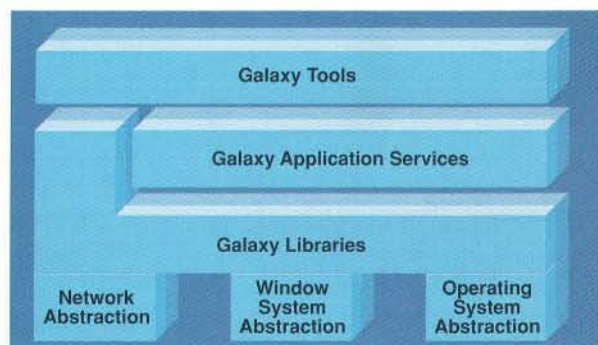 Galaxy Tools
Galaxy Application Services
Galaxy Libraries
Network
Abstraction
Window
System
Abstraction
Operating
System
Abstraction